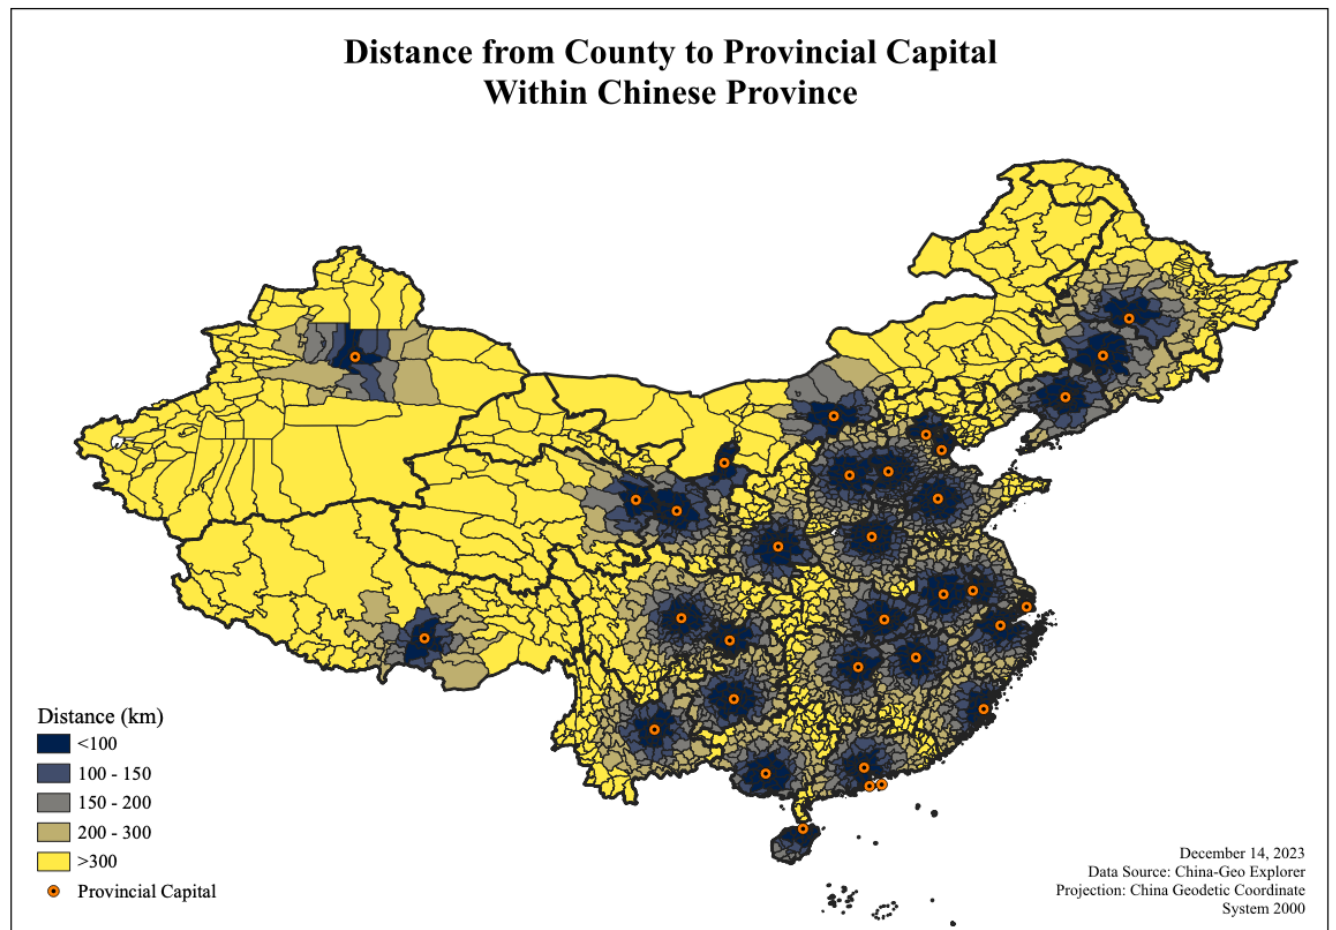 Distance from County to Provincial Capital
Within Chinese Province
Distance (km)
<100
100 - 150
150 - 200
200 - 300
>300
Provincial Capital
December 14, 2023
Data Source: China-Geo Explorer
Projection: China Geodetic Coordinate
System 2000